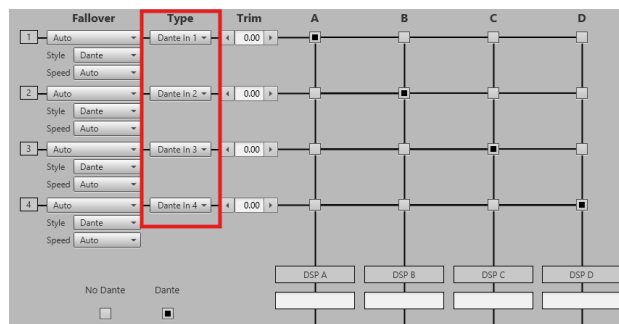 Fallover Type Trim A B C D
1 Auto Dante In 1 0.00
Style Dante
Speed Auto
2 Auto Dante In 2 0.00
Style Dante
Speed Auto
3 Auto Dante In 3 0.00
Style Dante
Speed Auto
4 Auto Dante In 4 0.00
Style Dante
Speed Auto
DSP A DSP B DSP C DSP D
No Dante Dante